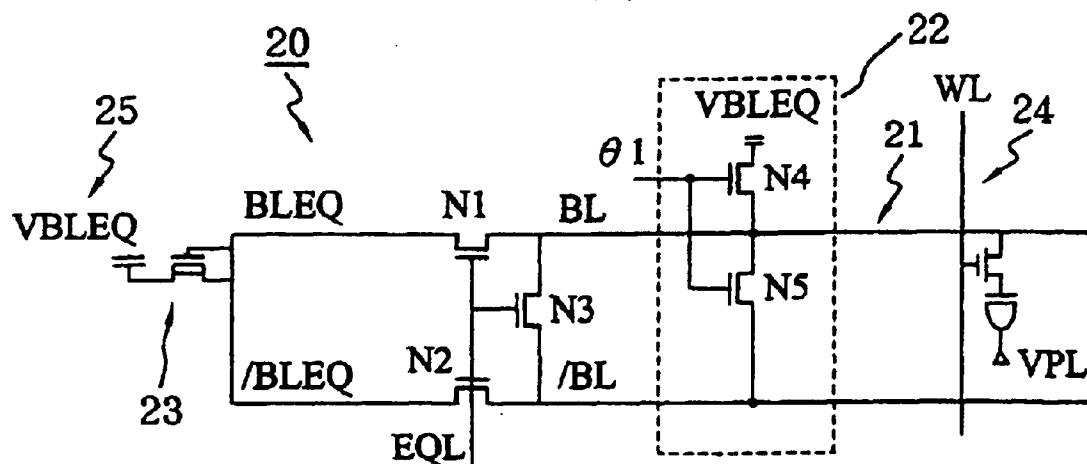 20
22
25
VBLEQ
WL
24
θ1
21
N4
VBLEQ
BLEQ
N1
BL
N5
N3
N2
/BLEQ
/BL
23
VPL
EQL